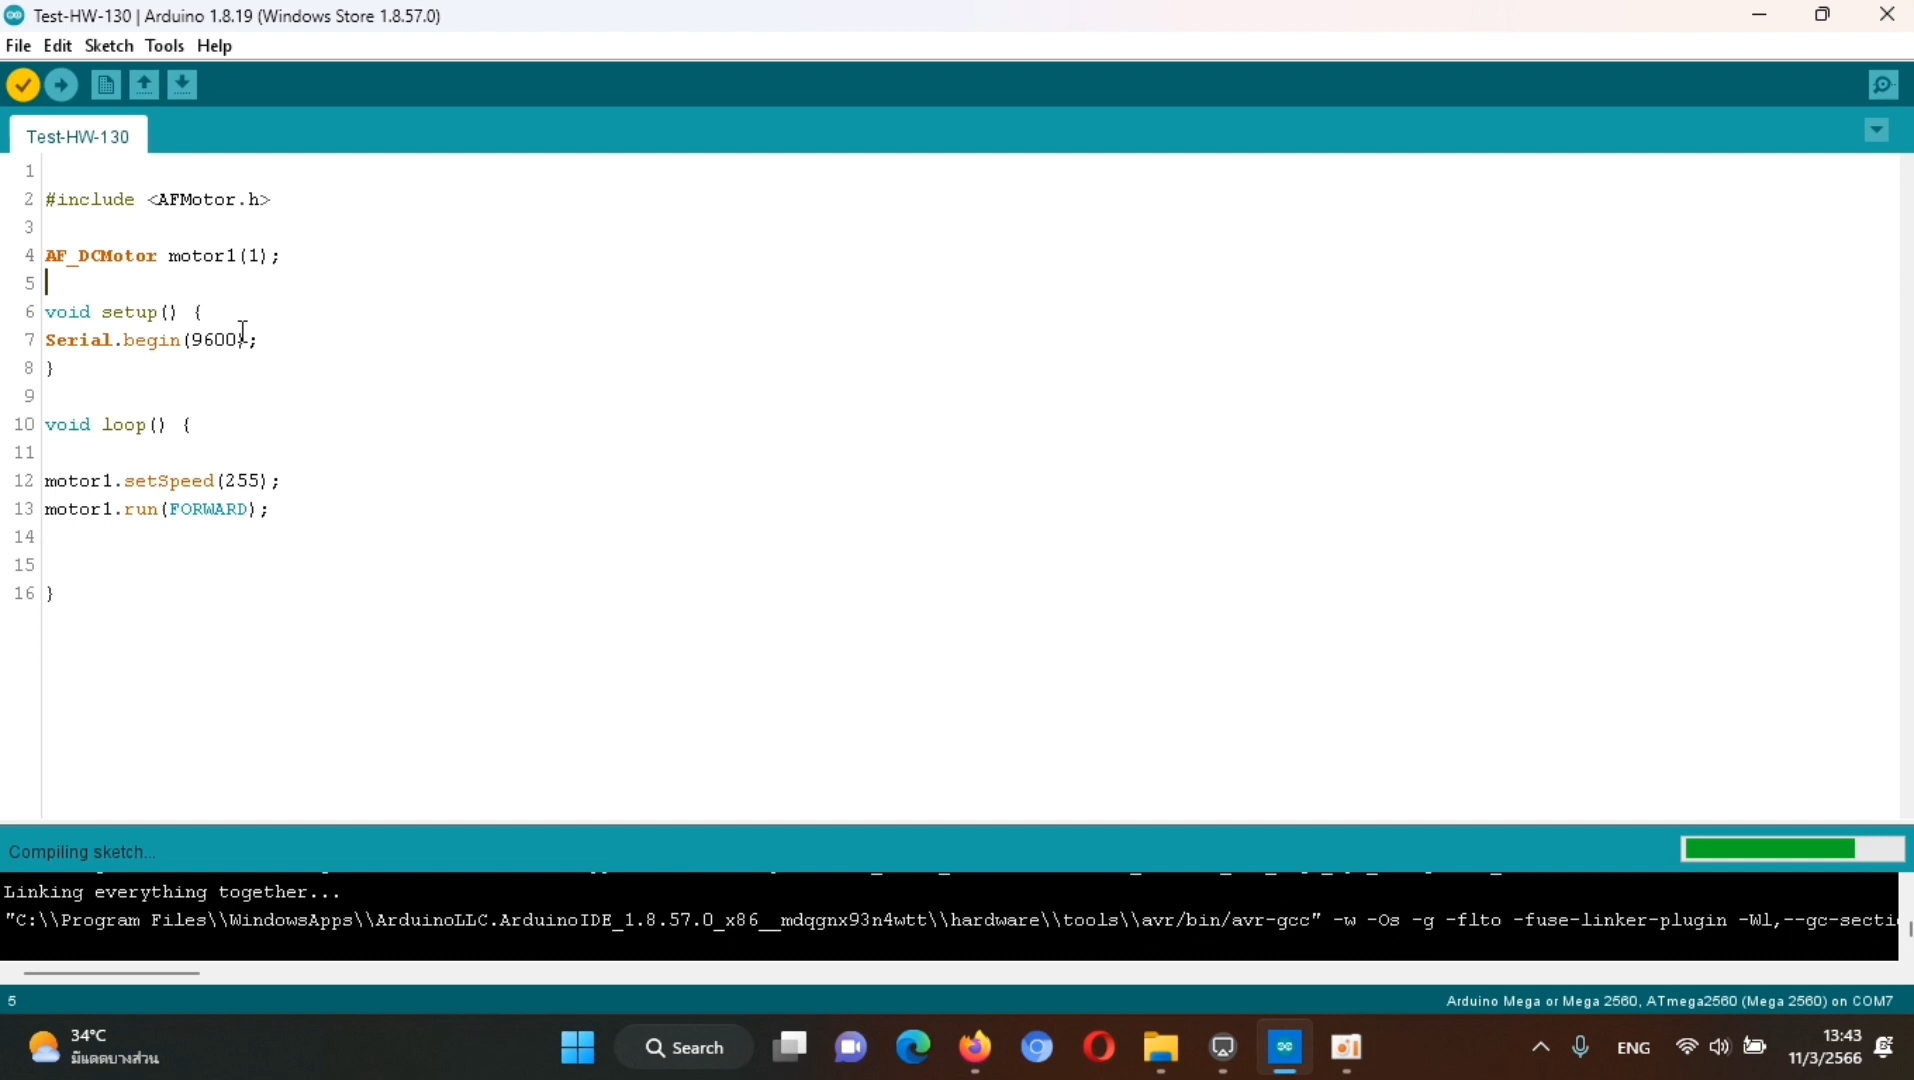 Test-HW-130 | Arduino 1.8.19 (Windows Store 1.8.57.0)
File Edit Sketch Tools Help
Test-HW-130
1
2 #include <AFMotor.h>
3
4 AF_DCMotor motor1(1);
5
6 void setup() {
7 Serial.begin(9600);
8 }
9
10 void loop() {
11
12 motor1.setSpeed(255);
13 motor1.run(FORWARD);
14
15
16 }
Compiling sketch...
Linking everything together...
"C:\\Program Files\\WindowsApps\\ArduinoLLC.ArduinoIDE_1.8.57.0_x86__mdqgnx93n4wtt\\hardware\\tools\\avr/bin/avr-gcc" -w -Os -g -flto -fuse-linker-plugin -Wl,--gc-secti
5
Arduino Mega or Mega 2560, ATmega2560 (Mega 2560) on COM7
34°C
มีแดดบางส่วน
Search
ENG
13:43
11/3/2566